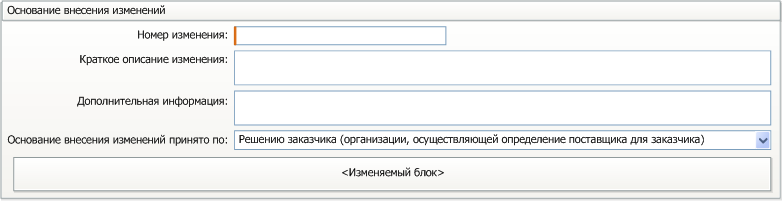 Основание внесения изменений
Номер изменения:
Краткое описание изменения:
Дополнительная информация:
Основание внесения изменений принято по: Решению заказчика (организации, осуществляющей определение поставщика для заказчика)
<Изменяемый блок>